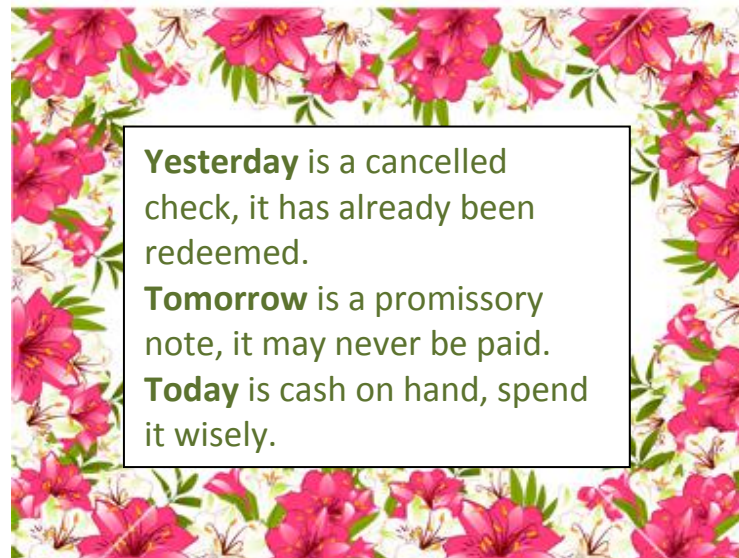 Yesterday is a cancelled
check, it has already been
redeemed.
Tomorrow is a promissory
note, it may never be paid.
Today is cash on hand, spend
it wisely.